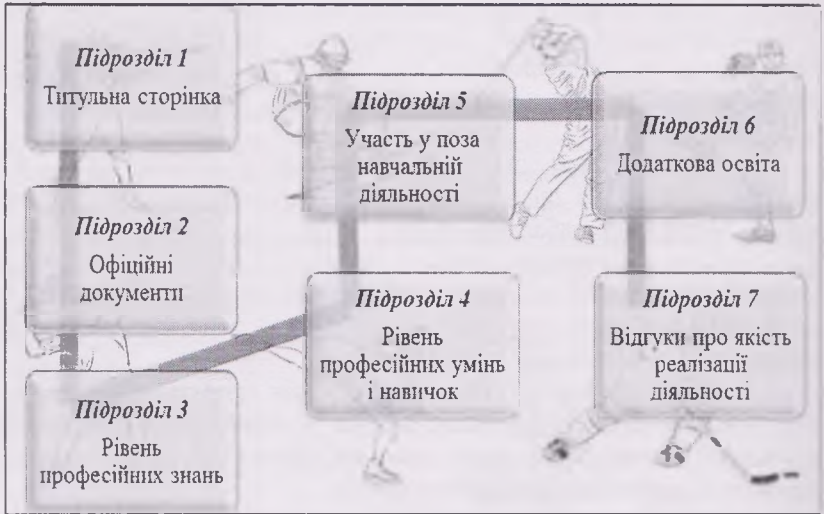 Підрозділ 1
Титульна сторінка
Підрозділ 2
Офіційні
документи
Підрозділ 3
Рівень
професійних знань
Підрозділ 4
Рівень
професійних умінь
і навичок
Підрозділ 5
Участь у поза
навчальній
діяльності
Підрозділ 6
Додаткова освіта
Підрозділ 7
Відгуки про якість
реалізації
діяльності